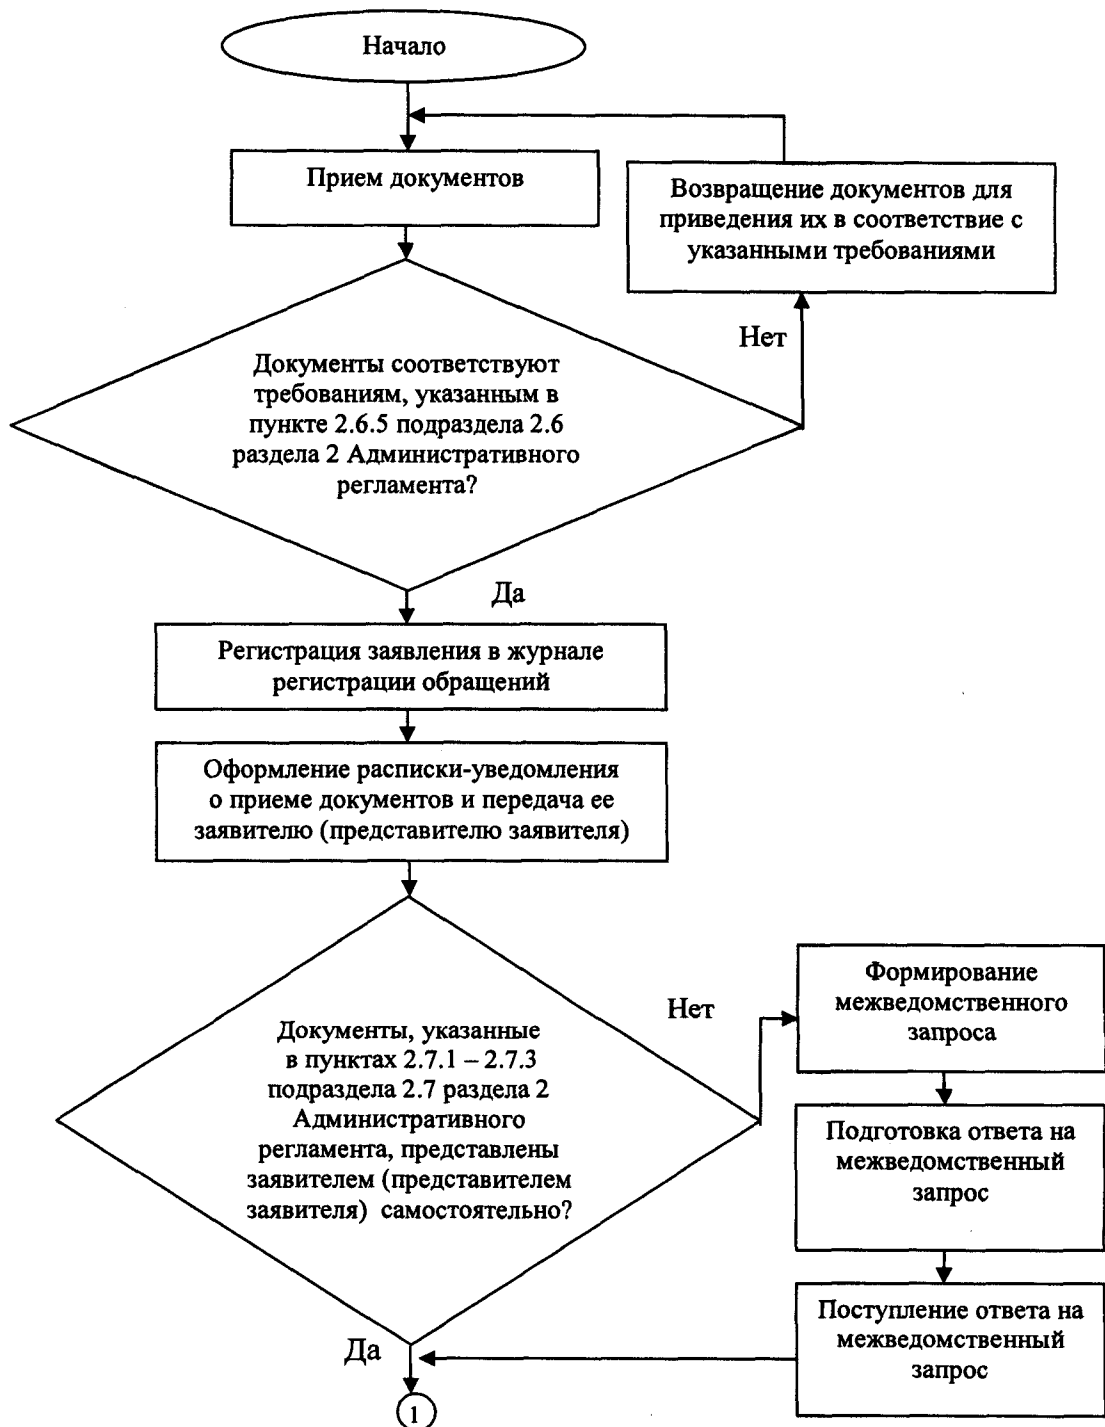 Начало
Прием документов
Возвращение документов для
приведения их в соответствие с
указанными требованиями
Нет
Документы соответствуют
требованиям, указанным в
пункте 2.6.5 подраздела 2.6
раздела 2 Административного
регламента?
Да
Регистрация заявления в журнале
регистрации обращений
Оформление расписки-уведомления
о приеме документов и передача ее
заявителю (представителю заявителя)
Документы, указанные
в пунктах 2.7.1 – 2.7.3
подраздела 2.7 раздела 2
Административного
регламента, представлены
заявителем (представителем
заявителя) самостоятельно?
Нет
Формирование
межведомственного
запроса
Подготовка ответа на
межведомственный
запрос
Поступление ответа на
межведомственный
запрос
Да
1